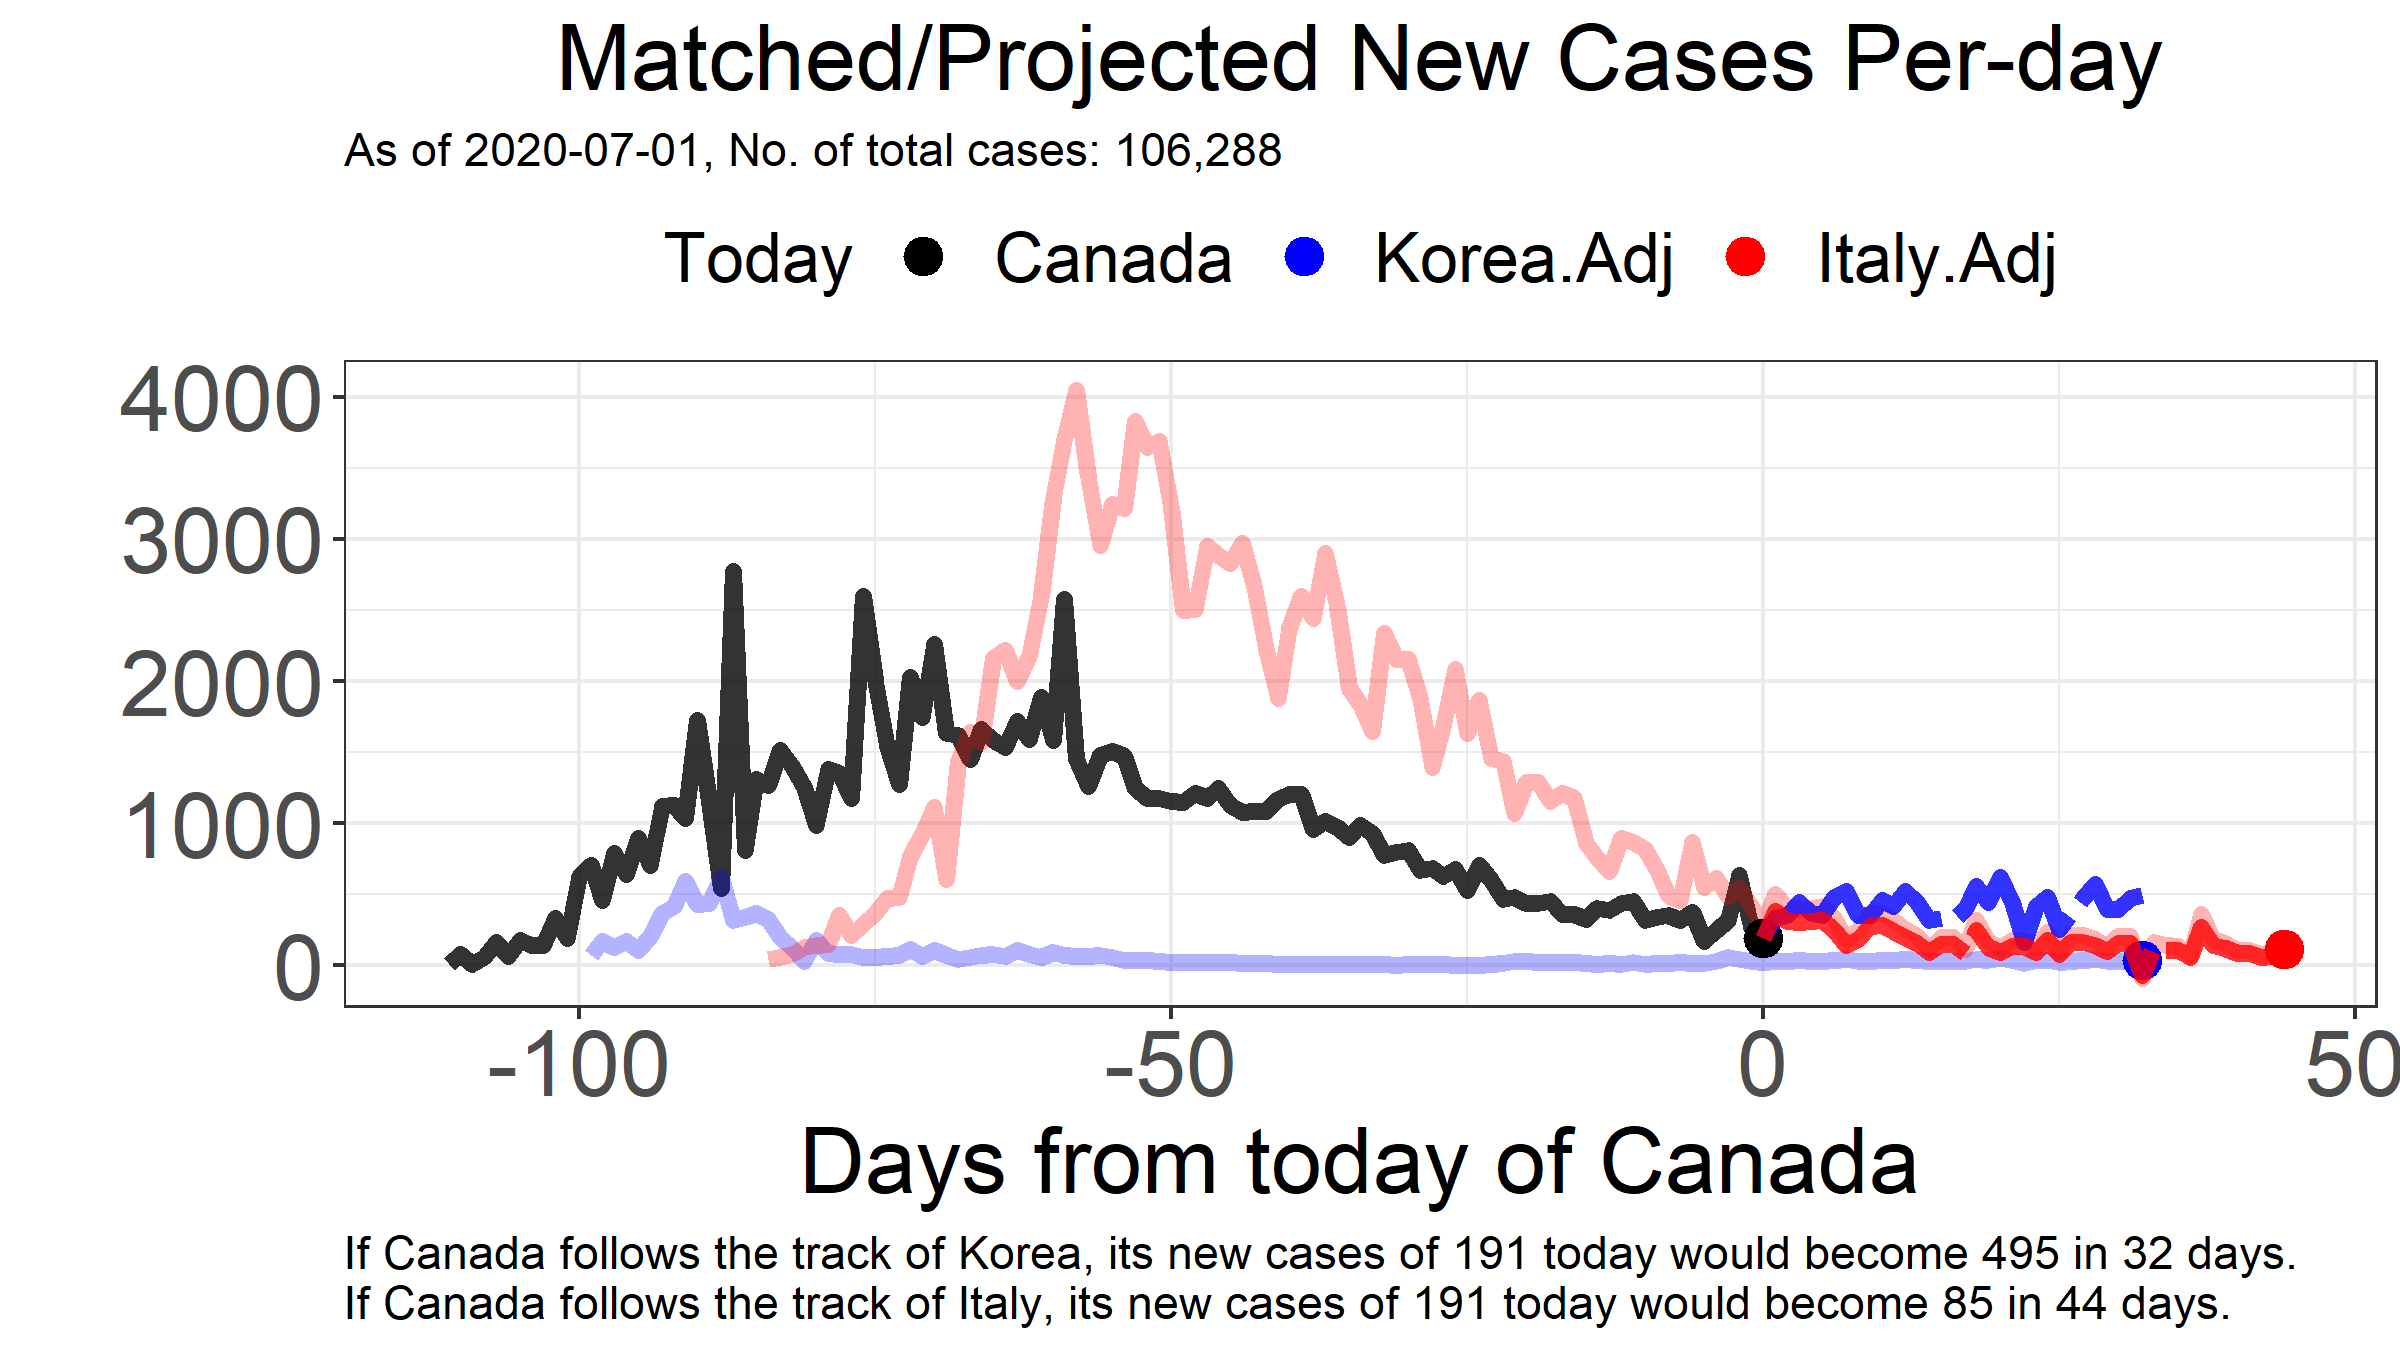 Matched/Projected New Cases Per-day
As of 2020-07-01, No. of total cases: 106,288
Today Canada Korea.Adj Italy.Adj
4000
3000
2000
1000
0
-100 -50 0 50
Days from today of Canada
If Canada follows the track of Korea, its new cases of 191 today would become 495 in 32 days.
If Canada follows the track of Italy, its new cases of 191 today would become 85 in 44 days.